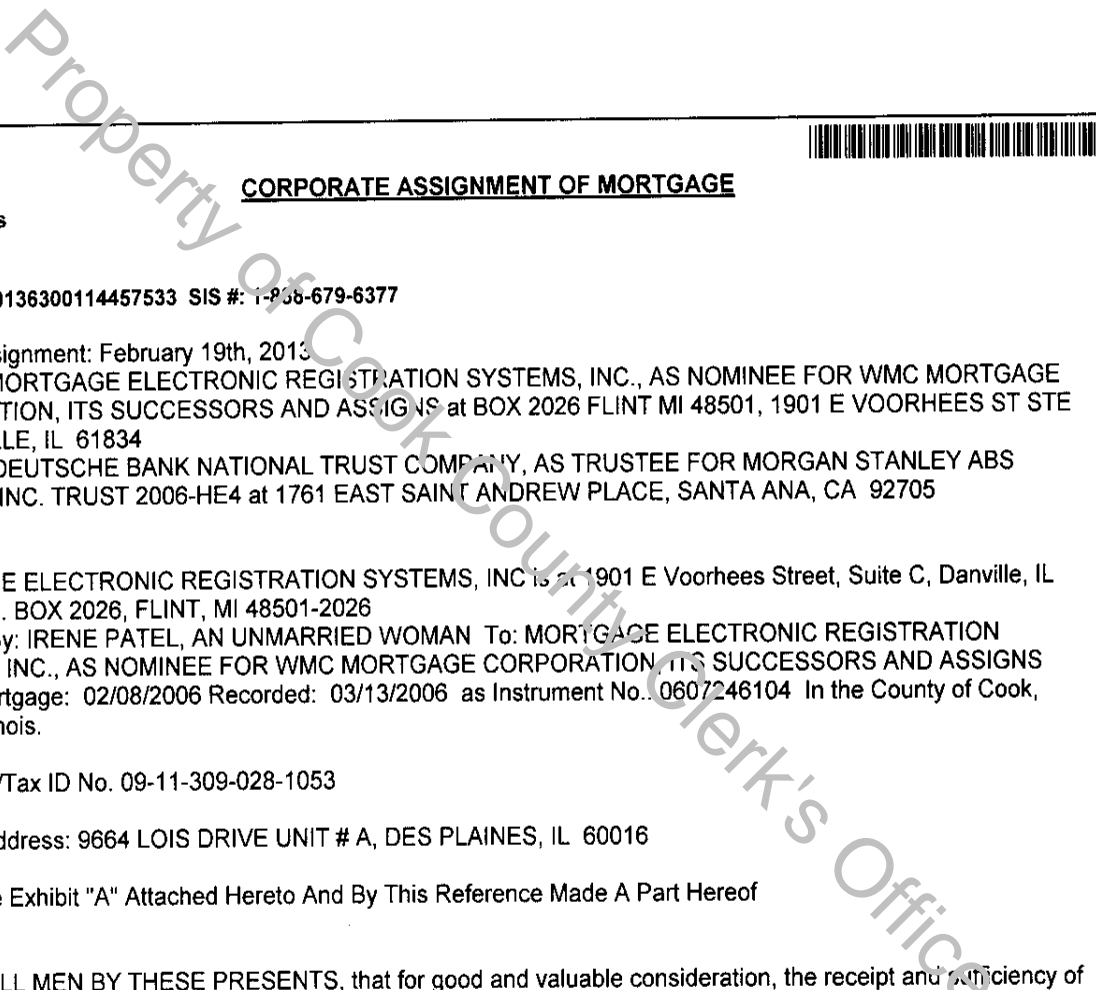 Property of Cook County Clerk's Office
CORPORATE ASSIGNMENT OF MORTGAGE
s
0136300114457533 SIS #: 1-888-679-6377
signment: February 19th, 2013
MORTGAGE ELECTRONIC REGISTRATION SYSTEMS, INC., AS NOMINEE FOR WMC MORTGAGE
TION, ITS SUCCESSORS AND ASSIGNS at BOX 2026 FLINT MI 48501, 1901 E VOORHEES ST STE
LLE, IL 61834
DEUTSCHE BANK NATIONAL TRUST COMPANY, AS TRUSTEE FOR MORGAN STANLEY ABS
INC. TRUST 2006-HE4 at 1761 EAST SAINT ANDREW PLACE, SANTA ANA, CA 92705
E ELECTRONIC REGISTRATION SYSTEMS, INC is at 1901 E Voorhees Street, Suite C, Danville, IL
. BOX 2026, FLINT, MI 48501-2026
y: IRENE PATEL, AN UNMARRIED WOMAN To: MORTGAGE ELECTRONIC REGISTRATION
INC., AS NOMINEE FOR WMC MORTGAGE CORPORATION, ITS SUCCESSORS AND ASSIGNS
rtgage: 02/08/2006 Recorded: 03/13/2006 as Instrument No.: 0607246104 In the County of Cook,
nois.
/Tax ID No. 09-11-309-028-1053
ddress: 9664 LOIS DRIVE UNIT # A, DES PLAINES, IL 60016
e Exhibit "A" Attached Hereto And By This Reference Made A Part Hereof
LL MEN BY THESE PRESENTS, that for good and valuable consideration, the receipt and sufficiency of